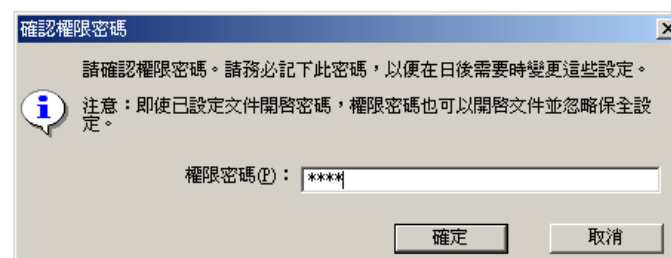 確認權限密碼
請確認權限密碼。請務必記下此密碼，以便在日後需要時變更這些設定。
注意：即使已設定文件開啓密碼，權限密碼也可以開啓文件並忽略保全設
定。
權限密碼(P)： ****
確定 取消